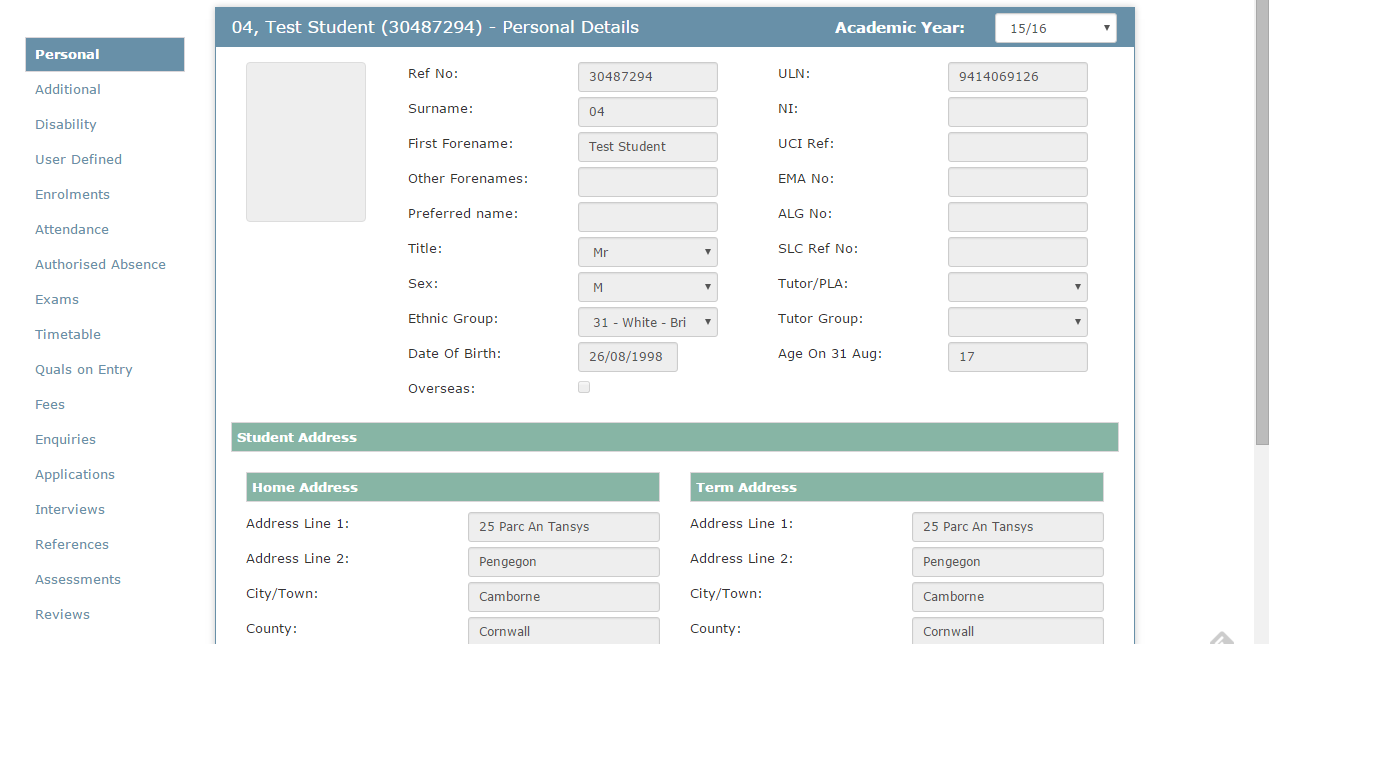 04, Test Student (30487294) - Personal Details Academic Year: 15/16
Personal
Additional
Disability
User Defined
Enrolments
Attendance
Authorised Absence
Exams
Timetable
Quals on Entry
Fees
Enquiries
Applications
Interviews
References
Assessments
Reviews
Ref No: 30487294 ULN: 9414069126
Surname: 04 NI:
First Forename: Test Student UCI Ref:
Other Forenames: EMA No:
Preferred name: ALG No:
Title: Mr SLC Ref No:
Sex: M Tutor/PLA:
Ethnic Group: 31 - White - Bri Tutor Group:
Date Of Birth: 26/08/1998 Age On 31 Aug: 17
Overseas:
Student Address
Home Address Term Address
Address Line 1: 25 Parc An Tansys Address Line 1: 25 Parc An Tansys
Address Line 2: Pengegon Address Line 2: Pengegon
City/Town: Camborne City/Town: Camborne
County: Cornwall County: Cornwall